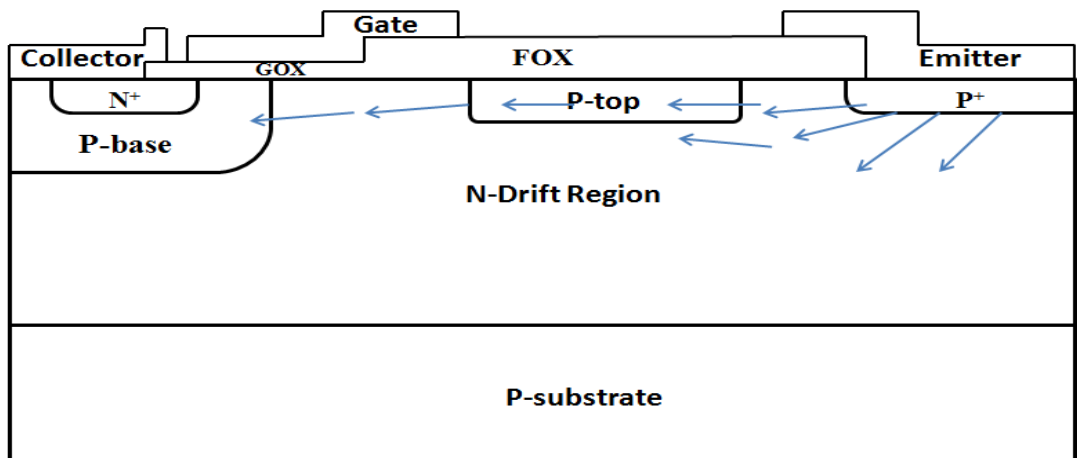 Gate
Collector
GOX
FOX
Emitter
N+
P-top
P+
P-base
N-Drift Region
P-substrate